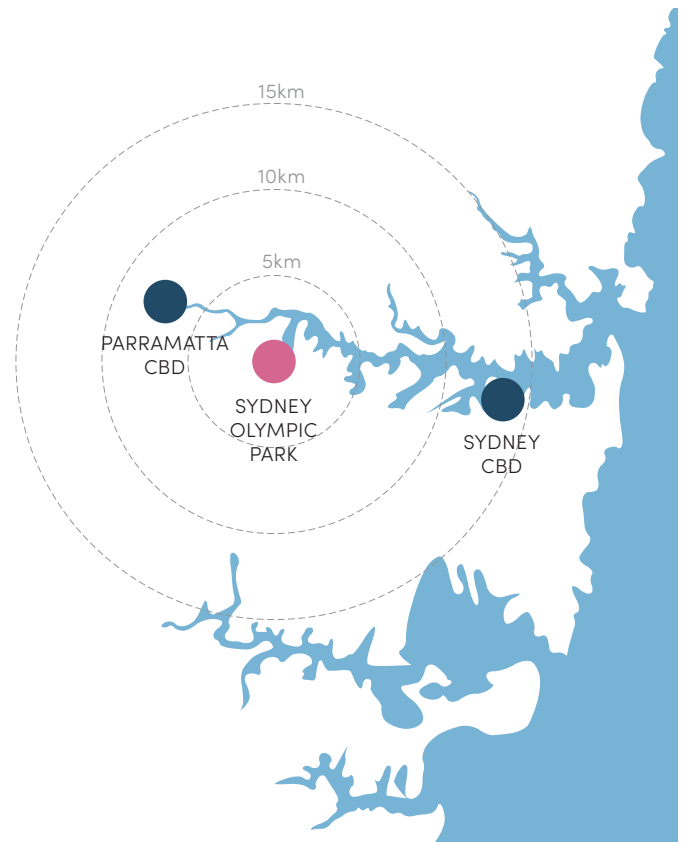 15km
10km
5km
PARRAMATTA
CBD
SYDNEY
OLYMPIC
PARK
SYDNEY
CBD